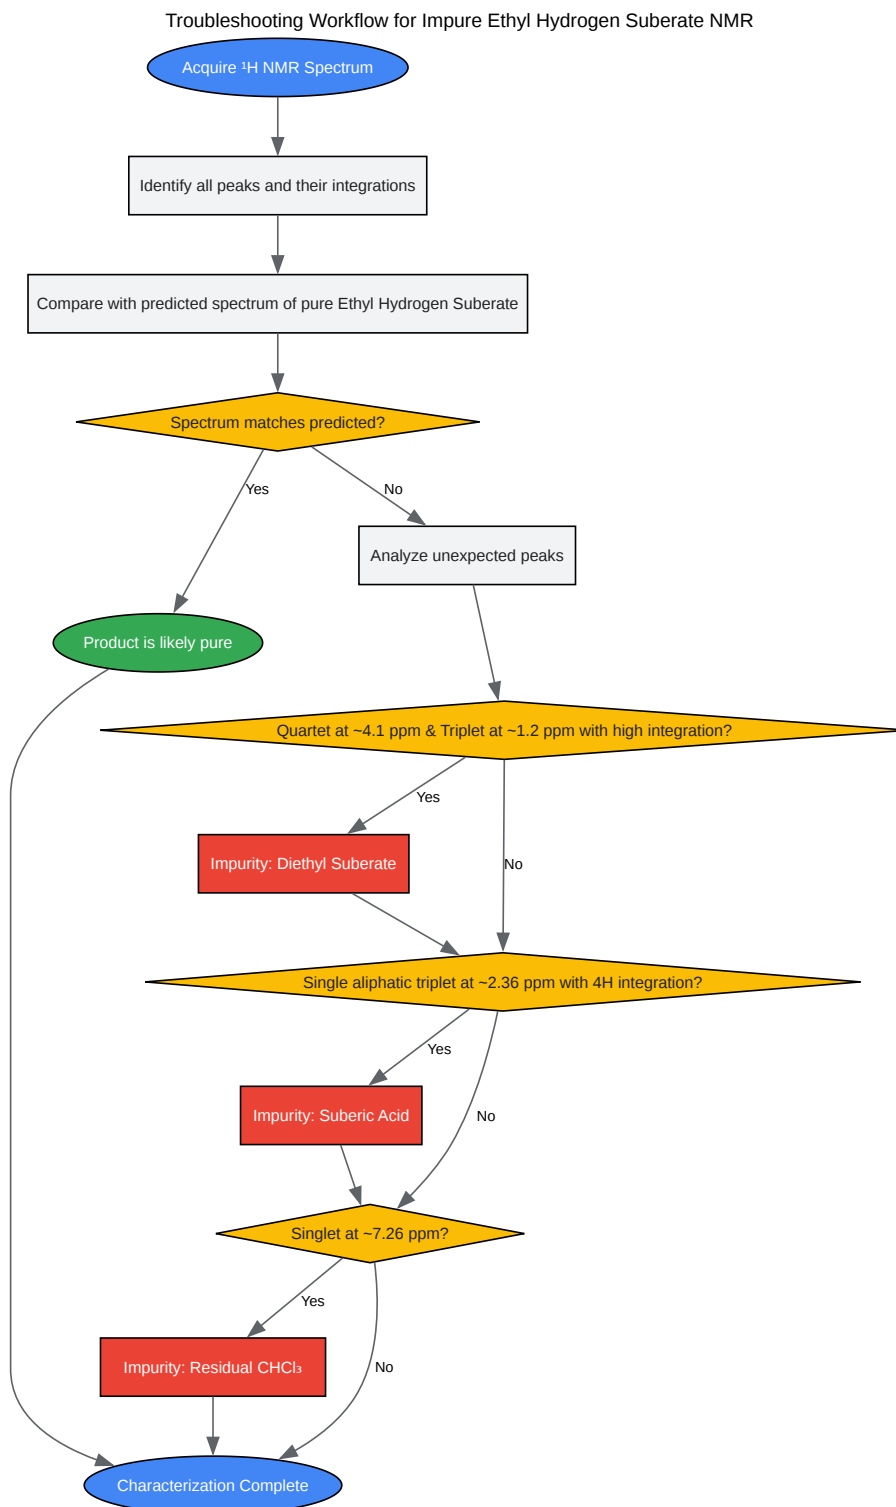 Troubleshooting Workflow for Impure Ethyl Hydrogen Suberate NMR
Acquire ¹H NMR Spectrum
Identify all peaks and their integrations
Compare with predicted spectrum of pure Ethyl Hydrogen Suberate
Spectrum matches predicted?
Yes
No
Analyze unexpected peaks
Product is likely pure
Quartet at ~4.1 ppm & Triplet at ~1.2 ppm with high integration?
Yes
Impurity: Diethyl Suberate
No
Single aliphatic triplet at ~2.36 ppm with 4H integration?
Yes
Impurity: Suberic Acid
No
Singlet at ~7.26 ppm?
Yes
Impurity: Residual CHCl₃
No
Characterization Complete